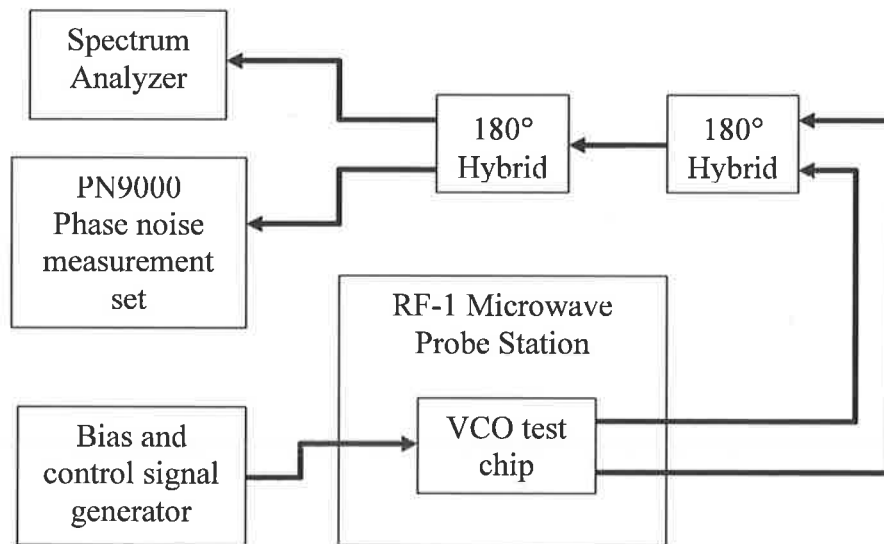 Spectrum
Analyzer
180°
Hybrid
180°
Hybrid
PN9000
Phase noise
measurement
set
RF-1 Microwave
Probe Station
VCO test
chip
Bias and
control signal
generator